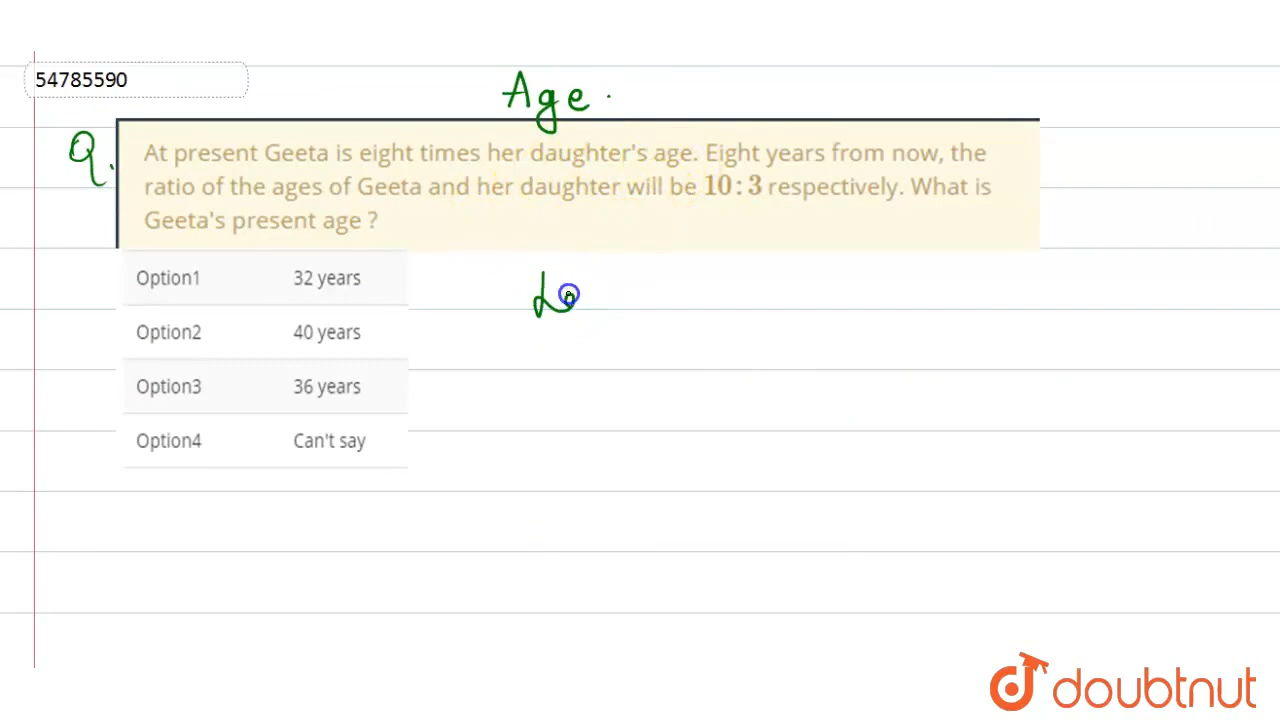 54785590
Age.
Q.
At present Geeta is eight times her daughter's age. Eight years from now, the
ratio of the ages of Geeta and her daughter will be 10 : 3 respectively. What is
Geeta's present age ?
Option1 32 years
Option2 40 years
Option3 36 years
Option4 Can't say
doubtnut